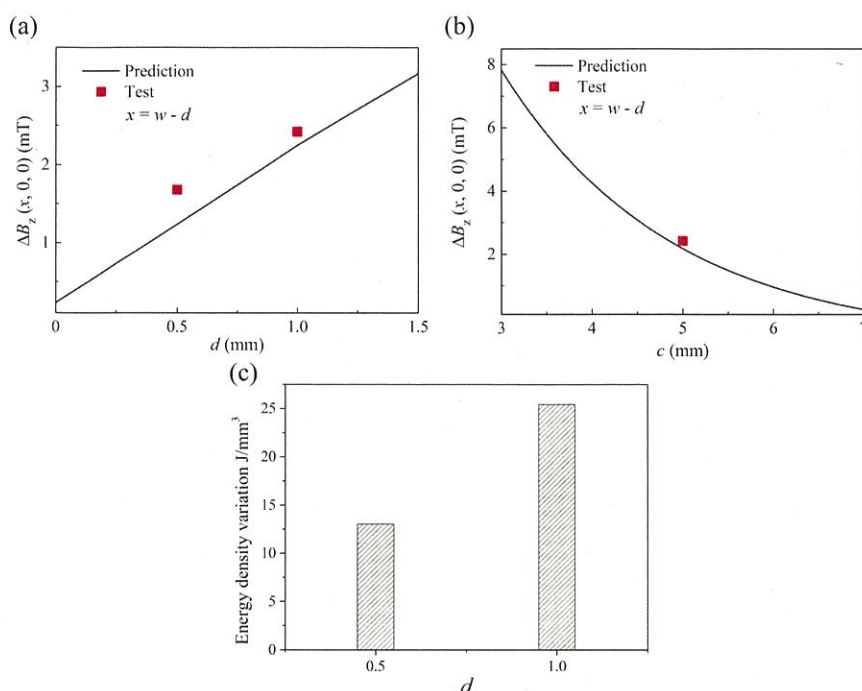 (a)
3
2
1
ΔB_z (x, 0, 0) (mT)
Prediction
Test
x = w - d
0
0.5
1.0
1.5
d (mm)
(b)
8
6
4
2
ΔB_z (x, 0, 0) (mT)
Prediction
Test
x = w - d
3
4
5
6
7
c (mm)
(c)
25
20
15
10
5
0
Energy density variation J/mm³
0.5
1.0
d